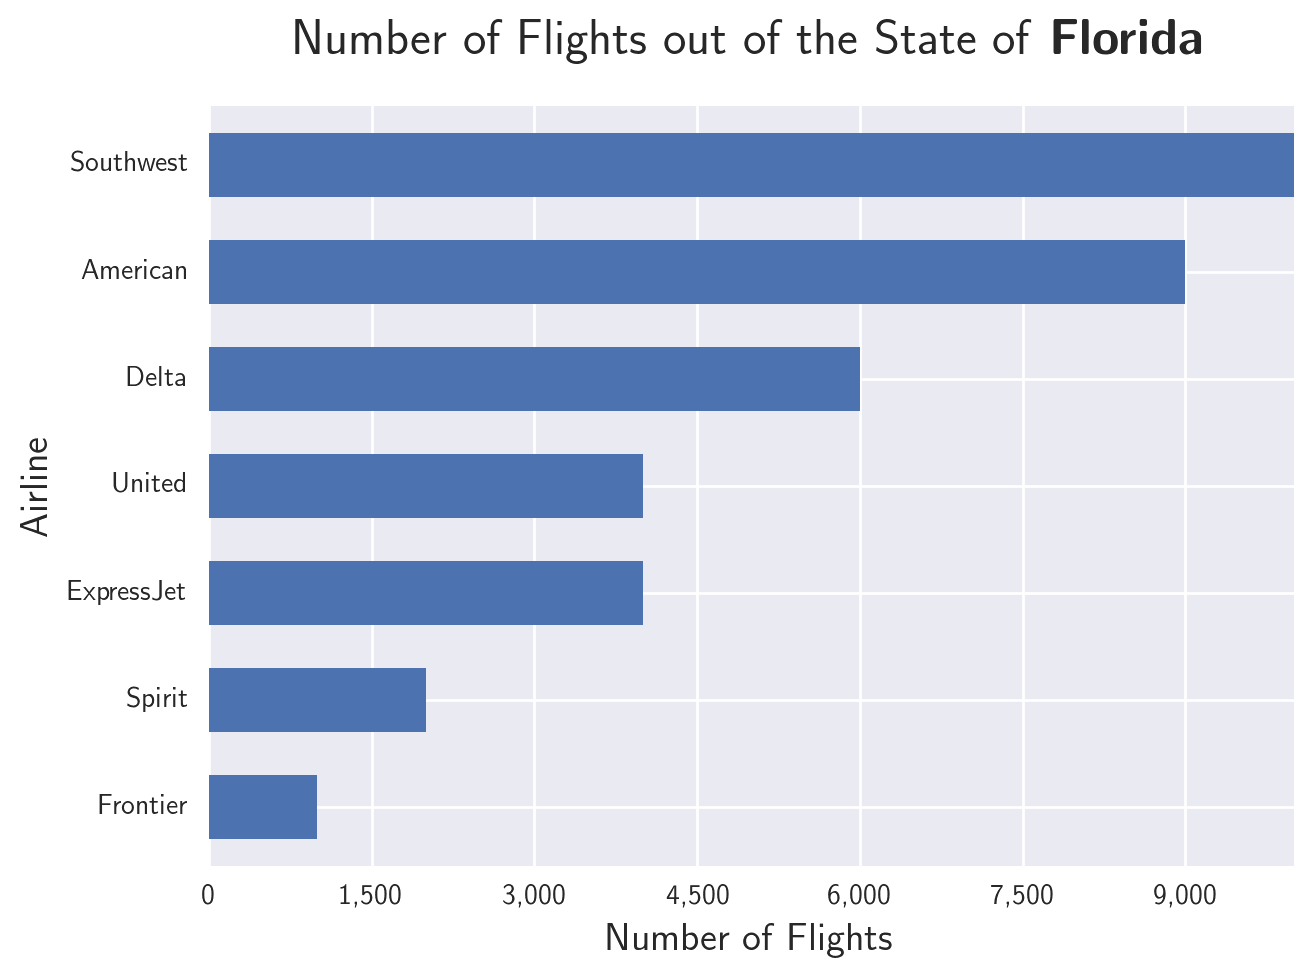 Number of Flights out of the State of Florida
Southwest
American
Delta
United
ExpressJet
Spirit
Frontier
Airline
0 1,500 3,000 4,500 6,000 7,500 9,000
Number of Flights